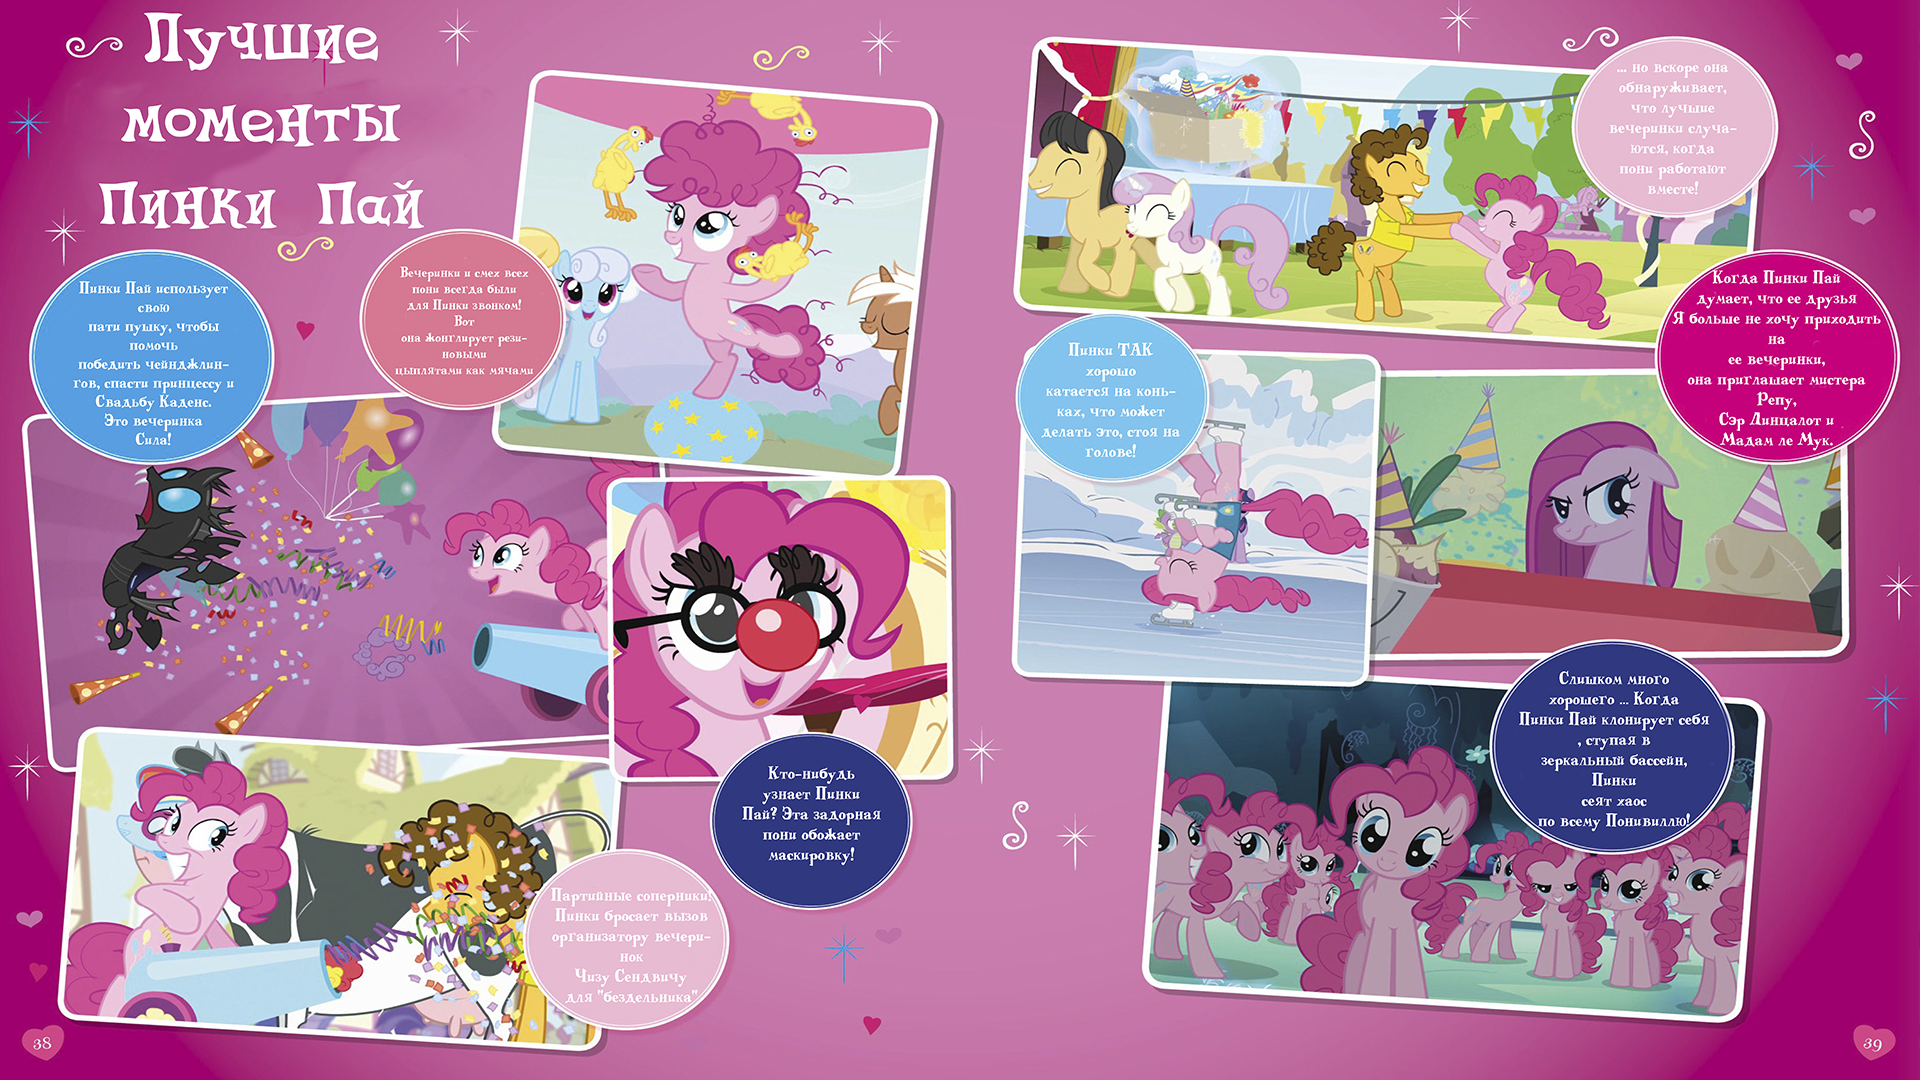 Лучшие
моменты
Пинки Пай
Пинки Пай использует
свою
пати пушку, чтобы
помочь
победить чейнджлин-
гов, спасти принцессу и
Свадьбу Каденс.
Это вечеринка
Сила!
Вечеринки и смех всех
пони всегда были
для Пинки звонком!
Вот
она жонглирует рези-
новыми
цыплятами как мячами
Кто-нибудь
узнает Пинки
Пай? Эта задорная
пони обожает
маскировку!
Партийные соперники!
Пинки бросает вызов
организатору вечери-
нок
Чизу Сендвичу
для "бездельника"
38
... но вскоре она
обнаруживает,
что лучшие
вечеринки случа-
ются, когда
пони работают
вместе!
Пинки ТАК
хорошо
катается на конь-
ках, что может
делать это, стоя на
голове!
Когда Пинки Пай
думает, что ее друзья
Я больше не хочу приходить
на
ее вечеринки,
она приглашает мистера
Репу,
Сэр Линцалот и
Мадам ле Мук.
Слишком много
хорошего ... Когда
Пинки Пай клонирует себя
, ступая в
зеркальный бассейн,
Пинки
сеят хаос
по всему Понивиллю!
39